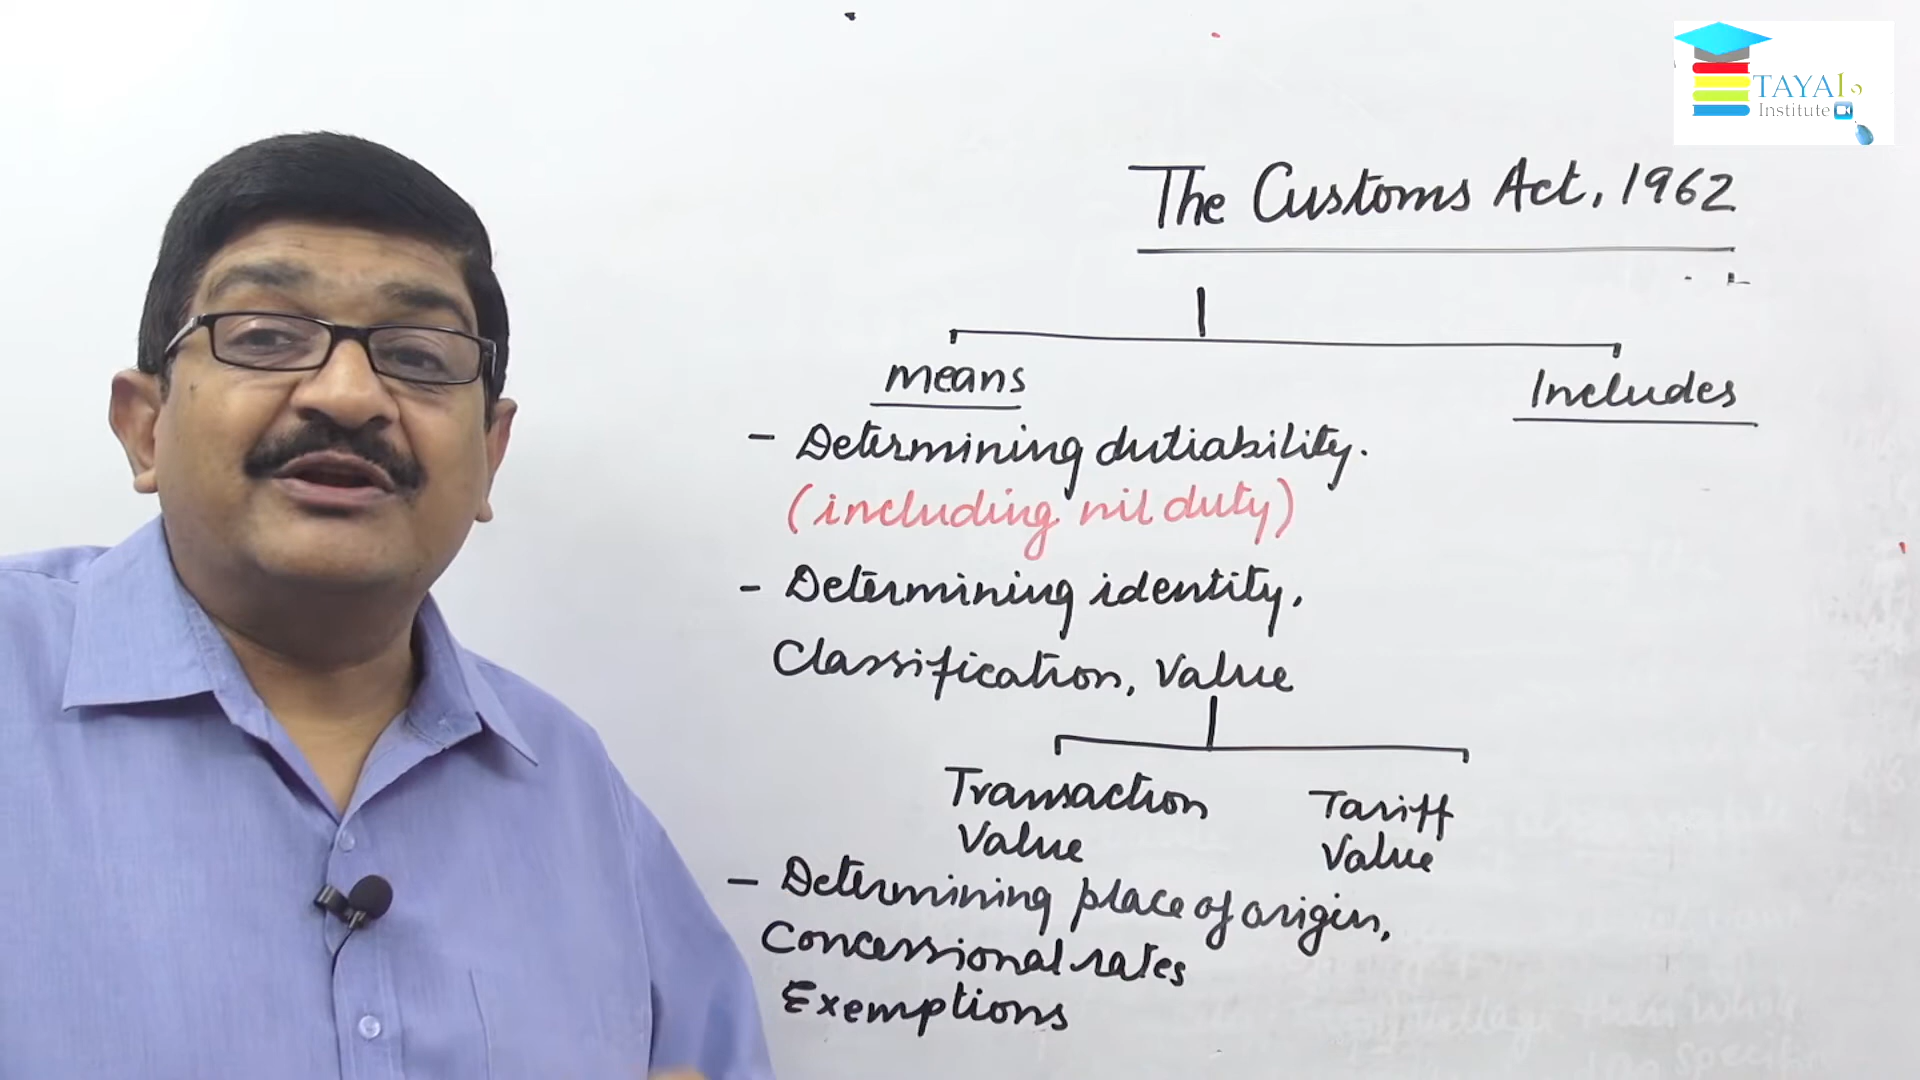 TAYAL
Institute
The Customs Act, 1962
means
Includes
- Determining dutiability.
(including nil duty)
- Determining identity,
Classification, Value
Transaction Value
Tariff Value
- Determining place of origin,
Concessional rates
Exemptions